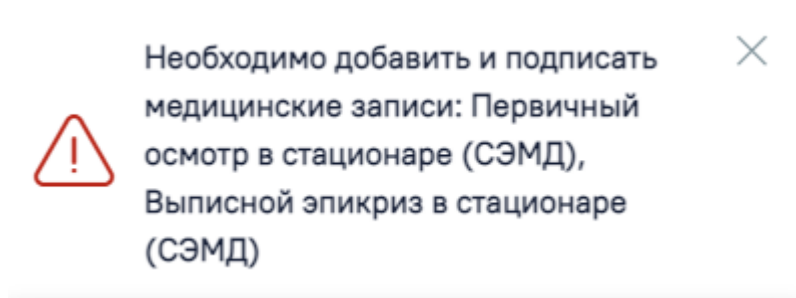 Необходимо добавить и подписать
медицинские записи: Первичный
осмотр в стационаре (СЭМД),
Выписной эпикриз в стационаре
(СЭМД)